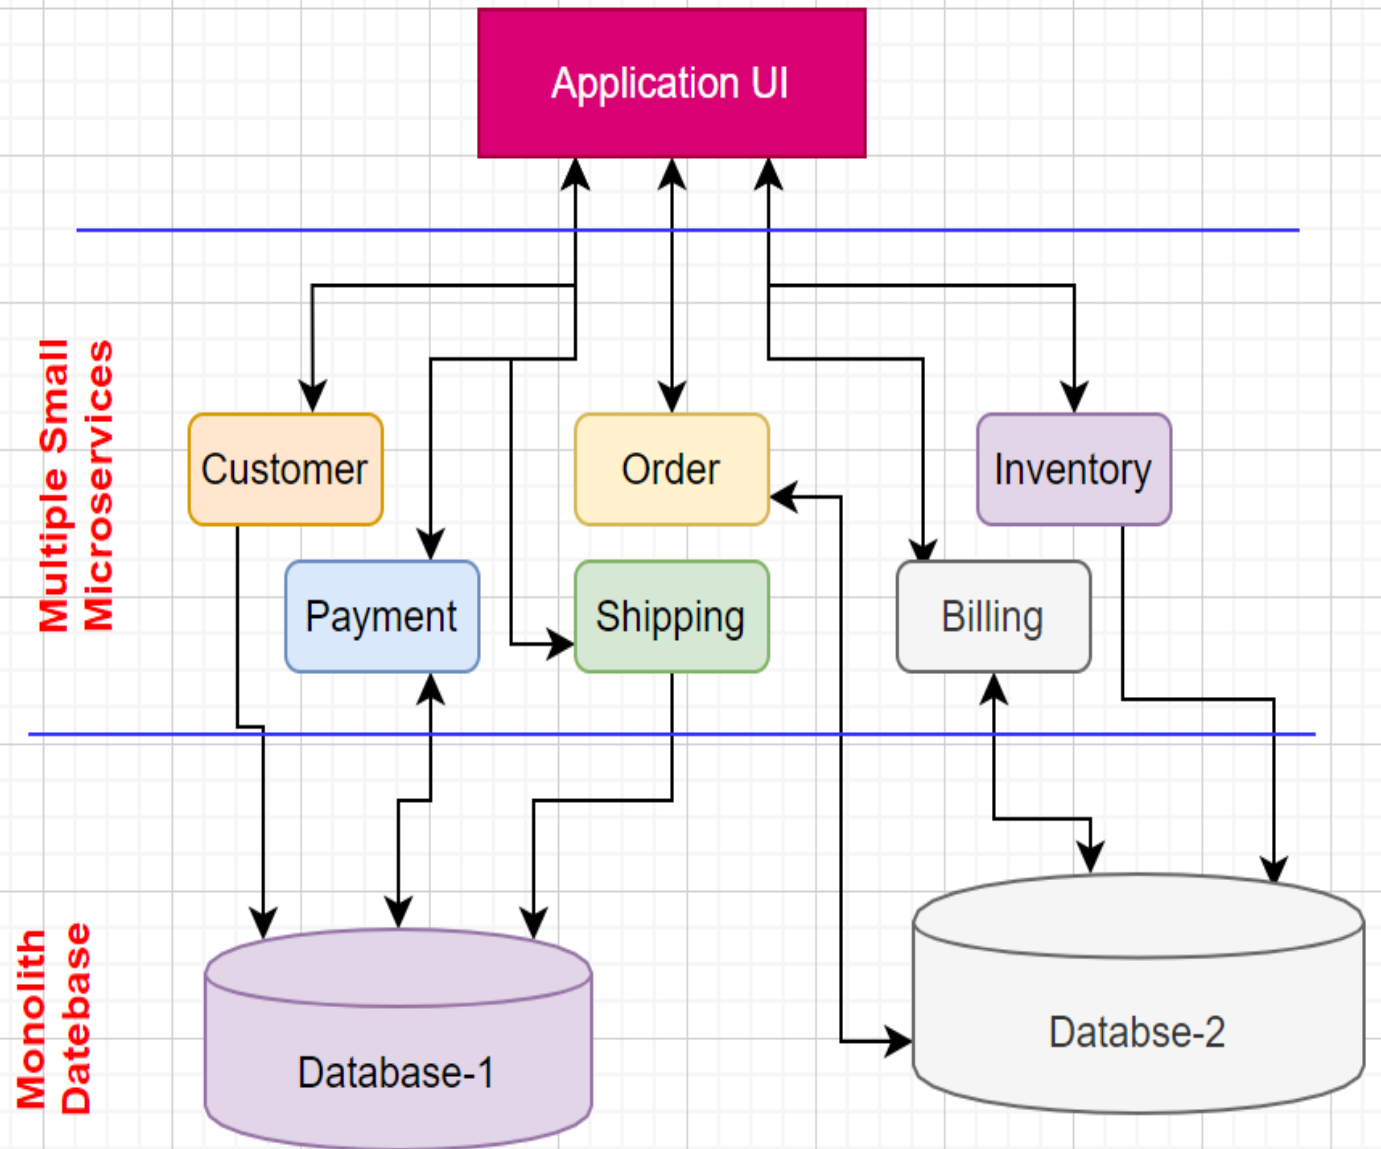 Application UI
Multiple Small
Microservices
Customer
Order
Inventory
Payment
Shipping
Billing
Monolith
Datebase
Database-1
Databse-2